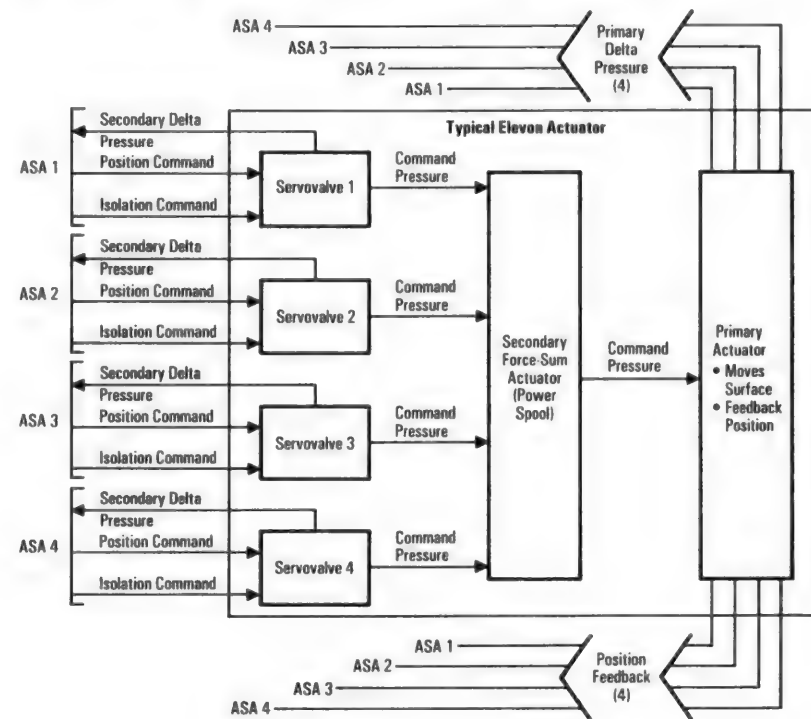 ASA 4
ASA 3
ASA 2
ASA 1
Primary
Delta
Pressure
(4)
Typical Elevon Actuator
ASA 1
Secondary Delta
Pressure
Position Command
Isolation Command
Servovalve 1
Command
Pressure
ASA 2
Secondary Delta
Pressure
Position Command
Isolation Command
Servovalve 2
Command
Pressure
ASA 3
Secondary Delta
Pressure
Position Command
Isolation Command
Servovalve 3
Command
Pressure
ASA 4
Secondary Delta
Pressure
Position Command
Isolation Command
Servovalve 4
Command
Pressure
Secondary
Force-Sum
Actuator
(Power
Spool)
Command
Pressure
Primary
Actuator
• Moves
Surface
• Feedback
Position
ASA 1
ASA 2
ASA 3
ASA 4
Position
Feedback
(4)